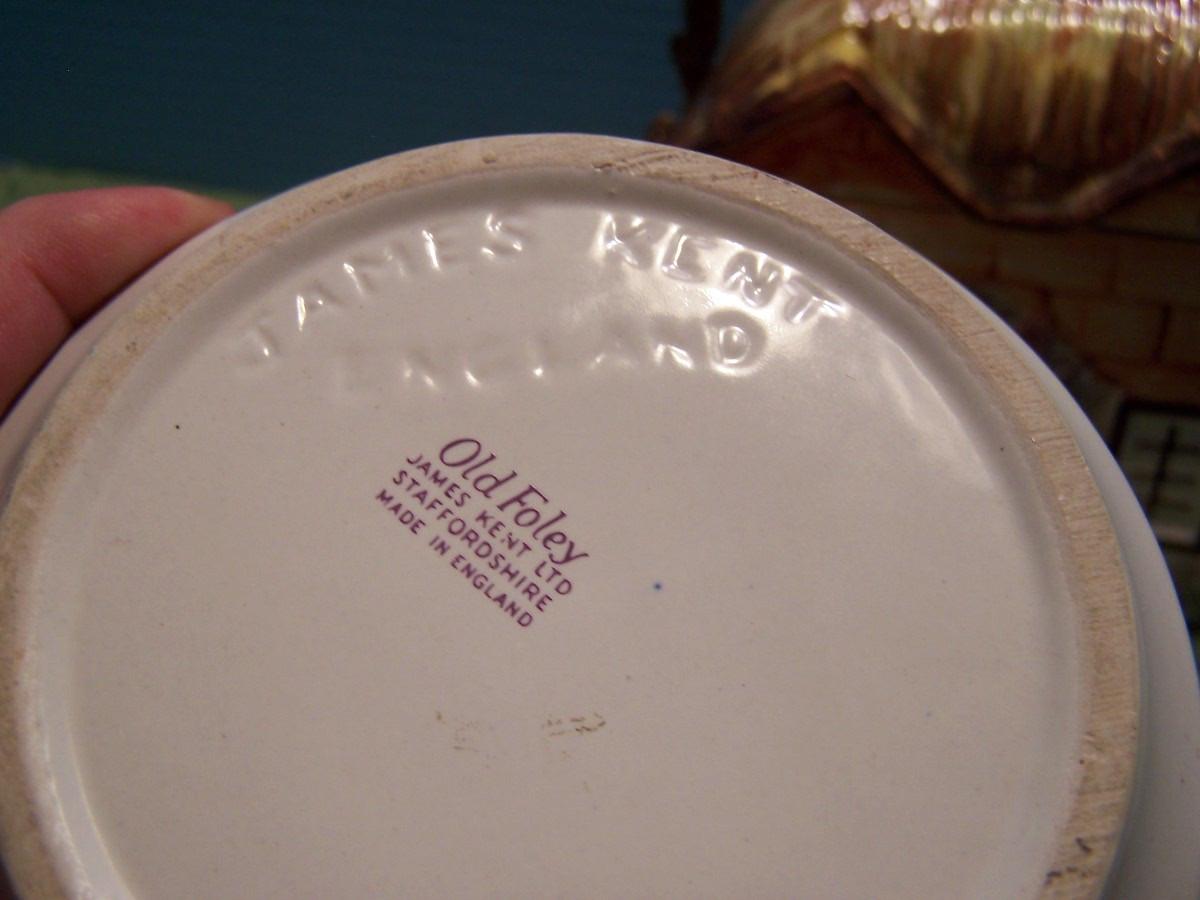 JAMES KENT
ENGLAND
Old Foley
JAMES KENT LTD
STAFFORDSHIRE
MADE IN ENGLAND